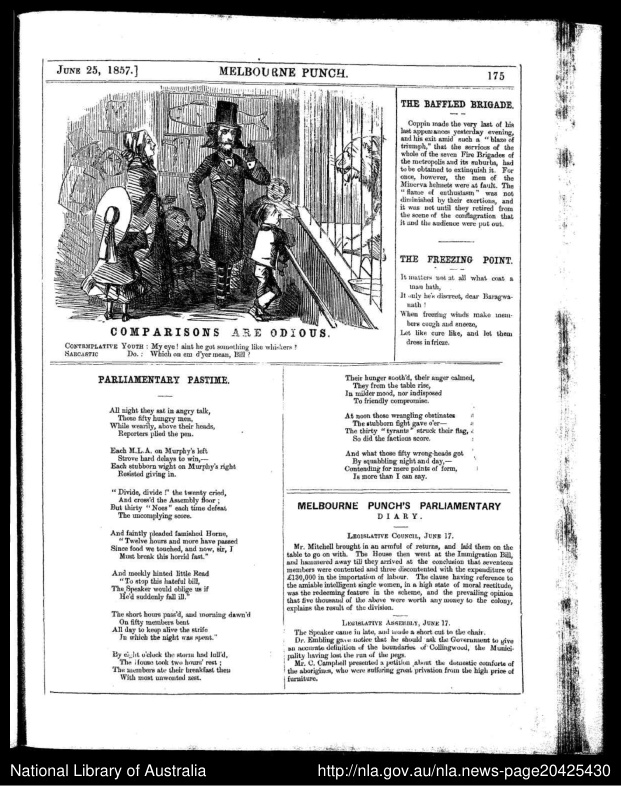 JUNE 25, 1857.]
MELBOURNE PUNCH.
175
COMPARISONS ARE ODIOUS.
CONTEMPLATIVE YOUTH : My eye ! aint he got something like whiskers ?
SARCASTIC Do. : Which on em d'yer mean, Bill ?
THE BAFFLED BRIGADE.
Coppin made the very last of his
last appearances yesterday evening,
and his exit amid such a "blaze of
triumph," that the services of the
whole of the seven Fire Brigades of
the metropolis and its suburbs, had
to be obtained to extinquish it. For
once, however, the men of the
Minerva helmets were at fault. The
"flame of enthusiasm" was not
diminished by their exertions, and
it was not until they retired from
the scene of the conflagration that
it and the audience were put out.
THE FREEZING POINT.
It matters not at all what coat a
man hath,
It only he's discreet, dear Baragwa-
nath !
When freezing winds make mem-
bers cough and sneeze,
Let like cure like, and let them
dress in frieze.
PARLIAMENTARY PASTIME.
All night they sat in angry talk,
Those fifty hungry men,
While wearily, above their heads,
Reporters plied the pen.
Each M.L.A. on Murphy's left
Strove hard delays to win,—
Each stubborn wight on Murphy's right
Resisted giving in.
"Divide, divide !" the twenty cried,
And cross'd the Assembly floor ;
But thirty "Noes" each time defeat
The uncomplying score.
And faintly pleaded famished Horne,
"Twelve hours and more have passed
Since food we touched, and now, sir, I
Must break this horrid fast."
And meekly hinted little Read
"To stop this hateful bill,
The Speaker would oblige us if
He'd suddenly fall ill."
The short hours pass'd, and morning dawn'd
On fifty members bent
All day to keep alive the strife
In which the night was spent.
By eight o'clock the storm had lull'd,
The House took two hours' rest ;
The members ate their breakfast then
With most unwonted zest.
Their hunger sooth'd, their anger calmed,
They from the table rise,
In milder mood, nor indisposed
To friendly compromise.
At noon these wrangling obstinates
The stubborn fight gave o'er—
The thirty "tyrants" struck their flag,
So did the factious score.
And what those fifty wrong-heads got
By squabbling night and day,—
Contending for mere points of form,
Is more than I can say.
MELBOURNE PUNCH'S PARLIAMENTARY
DIARY.
LEGISLATIVE COUNCIL, JUNE 17.
Mr. Mitchell brought in an armful of returns, and laid them on the
table to go on with. The House then went at the Immigration Bill,
and hammered away till they arrived at the conclusion that seventeen
members were contented and three discontented with the expenditure of
£130,000 in the importation of labour. The clause having reference to
the amiable intelligent single women, in a high state of moral rectitude,
was the redeeming feature in the scheme, and the prevailing opinion
that five thousand of the above were worth any money to the colony,
explains the result of the division.
LEGISLATIVE ASSEMBLY, JUNE 17.
The Speaker came in late, and made a short cut to the chair.
Dr. Embling gave notice that he should ask the Government to give
an accurate definition of the boundaries of Collingwood, the Munici-
pality having lost the run of the pegs.
Mr. C. Campbell presented a petition about the domestic comforts of
the aborigines, who were suffering great privation from the high price of
furniture.
National Library of Australia
http://nla.gov.au/nla.news-page20425430